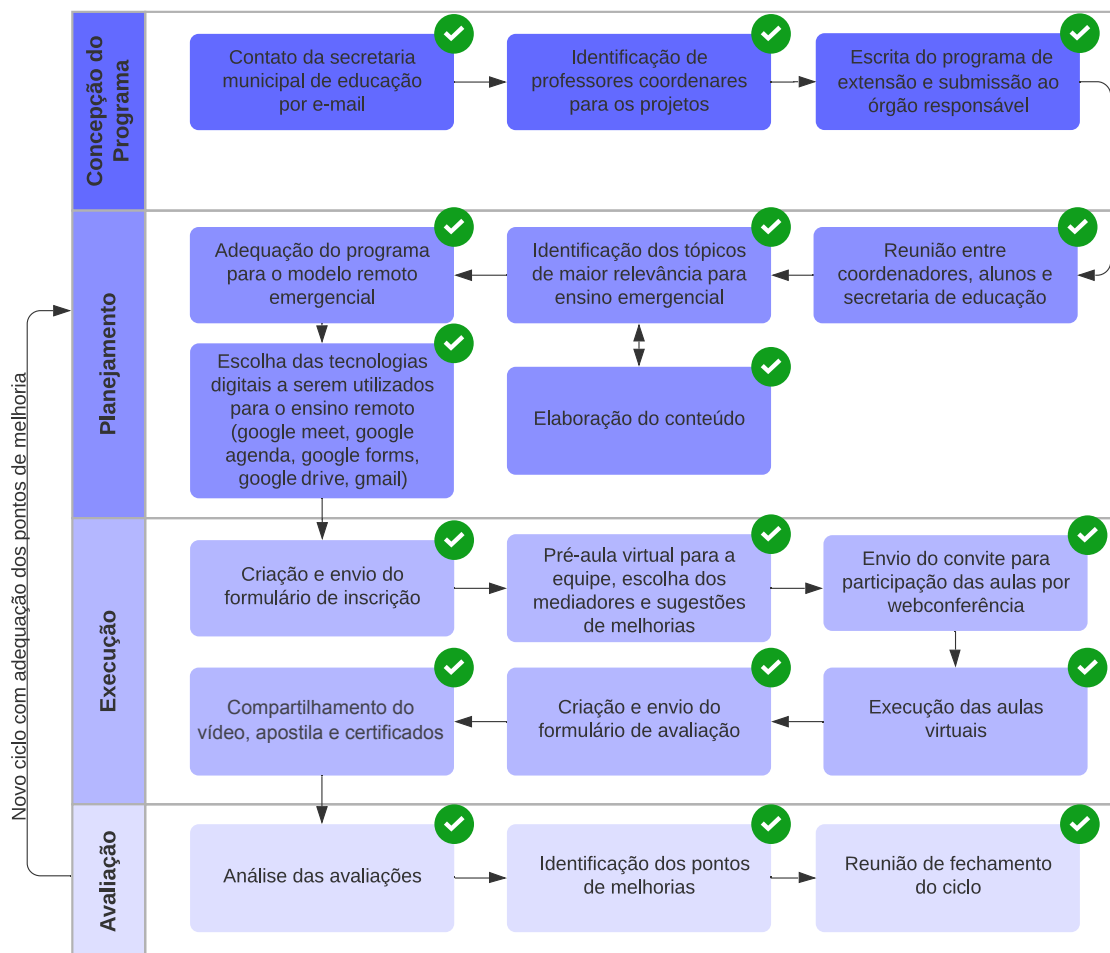 Concepção do
Programa
Contato da secretaria
municipal de educação
por e-mail
Identificação de
professores coordenares
para os projetos
Escrita do programa de
extensão e submissão ao
órgão responsável
Planejamento
Adequação do programa
para o modelo remoto
emergencial
Identificação dos tópicos
de maior relevância para
ensino emergencial
Reunião entre
coordenadores, alunos e
secretaria de educação
Escolha das tecnologias
digitais a serem utilizados
para o ensino remoto
(google meet, google
agenda, google forms,
google drive, gmail)
Elaboração do conteúdo
Novo ciclo com adequação dos pontos de melhoria
Execução
Criação e envio do
formulário de inscrição
Pré-aula virtual para a
equipe, escolha dos
mediadores e sugestões
de melhorias
Envio do convite para
participação das aulas por
webconferência
Compartilhamento do
vídeo, apostila e certificados
Criação e envio do
formulário de avaliação
Execução das aulas
virtuais
Avaliação
Análise das avaliações
Identificação dos pontos
de melhorias
Reunião de fechamento
do ciclo